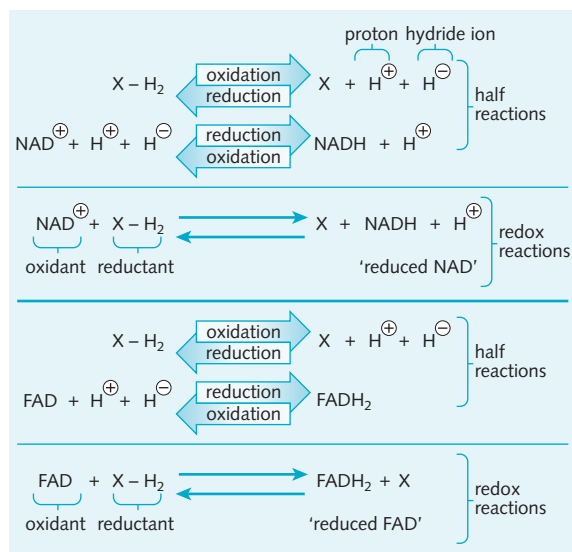 proton hydride ion
X – H₂ oxidation reduction X + H⊕ + H⊖
half reactions
NAD⊕ + H⊕ + H⊖ reduction oxidation NADH + H⊕
NAD⊕ + X – H₂ X + NADH + H⊕
oxidant reductant 'reduced NAD'
redox reactions
X – H₂ oxidation reduction X + H⊕ + H⊖
half reactions
FAD + H⊕ + H⊖ reduction oxidation FADH₂
FAD + X – H₂ FADH₂ + X
oxidant reductant 'reduced FAD'
redox reactions